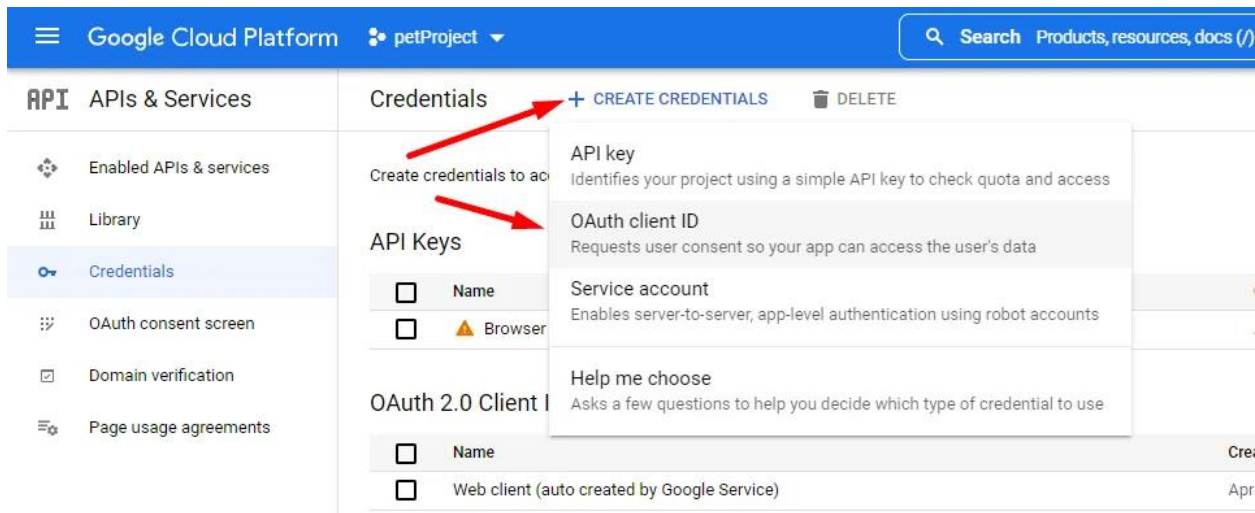 Google Cloud Platform petProject Search Products, resources, docs (/)
API APIs & Services Credentials + CREATE CREDENTIALS DELETE
Enabled APIs & services
Library
Credentials
OAuth consent screen
Domain verification
Page usage agreements
Create credentials to ac
API key
Identifies your project using a simple API key to check quota and access
OAuth client ID
Requests user consent so your app can access the user's data
Service account
Enables server-to-server, app-level authentication using robot accounts
Help me choose
Asks a few questions to help you decide which type of credential to use
API Keys
Name
Browser
OAuth 2.0 Client I
Name Crea
Web client (auto created by Google Service) Apr